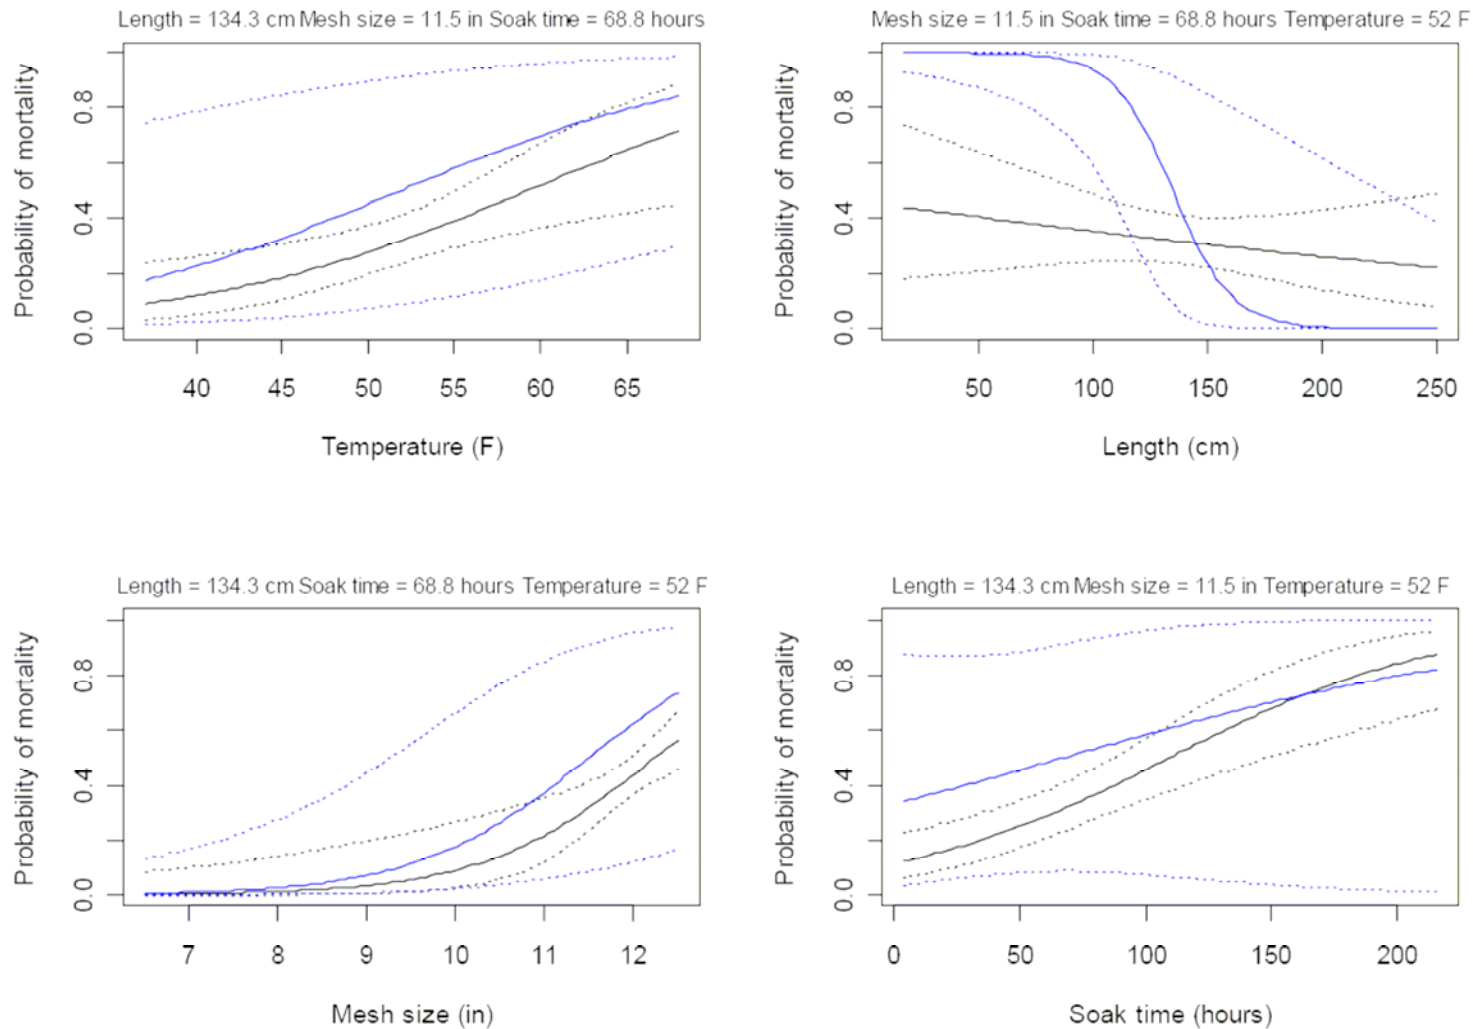 Length = 134.3 cm Mesh size = 11.5 in Soak time = 68.8 hours
Probability of mortality
0.8
0.4
0.0
40 45 50 55 60 65
Temperature (F)
Mesh size = 11.5 in Soak time = 68.8 hours Temperature = 52 F
Probability of mortality
0.8
0.4
0.0
50 100 150 200 250
Length (cm)
Length = 134.3 cm Soak time = 68.8 hours Temperature = 52 F
Probability of mortality
0.8
0.4
0.0
7 8 9 10 11 12
Mesh size (in)
Length = 134.3 cm Mesh size = 11.5 in Temperature = 52 F
Probability of mortality
0.8
0.4
0.0
0 50 100 150 200
Soak time (hours)